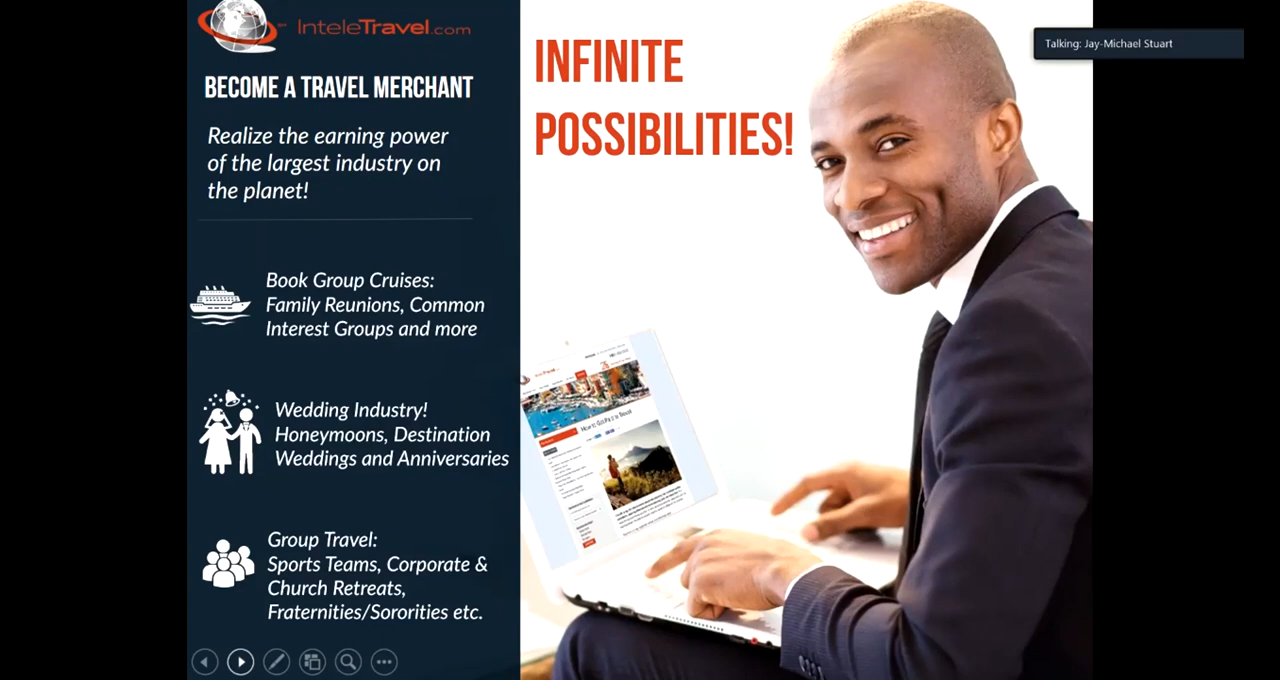 InteleTravel.com
BECOME A TRAVEL MERCHANT
Realize the earning power
of the largest industry on
the planet!
Book Group Cruises:
Family Reunions, Common
Interest Groups and more
Wedding Industry!
Honeymoons, Destination
Weddings and Anniversaries
Group Travel:
Sports Teams, Corporate &
Church Retreats,
Fraternities/Sororities etc.
INFINITE
POSSIBILITIES!
Talking: Jay-Michael Stuart